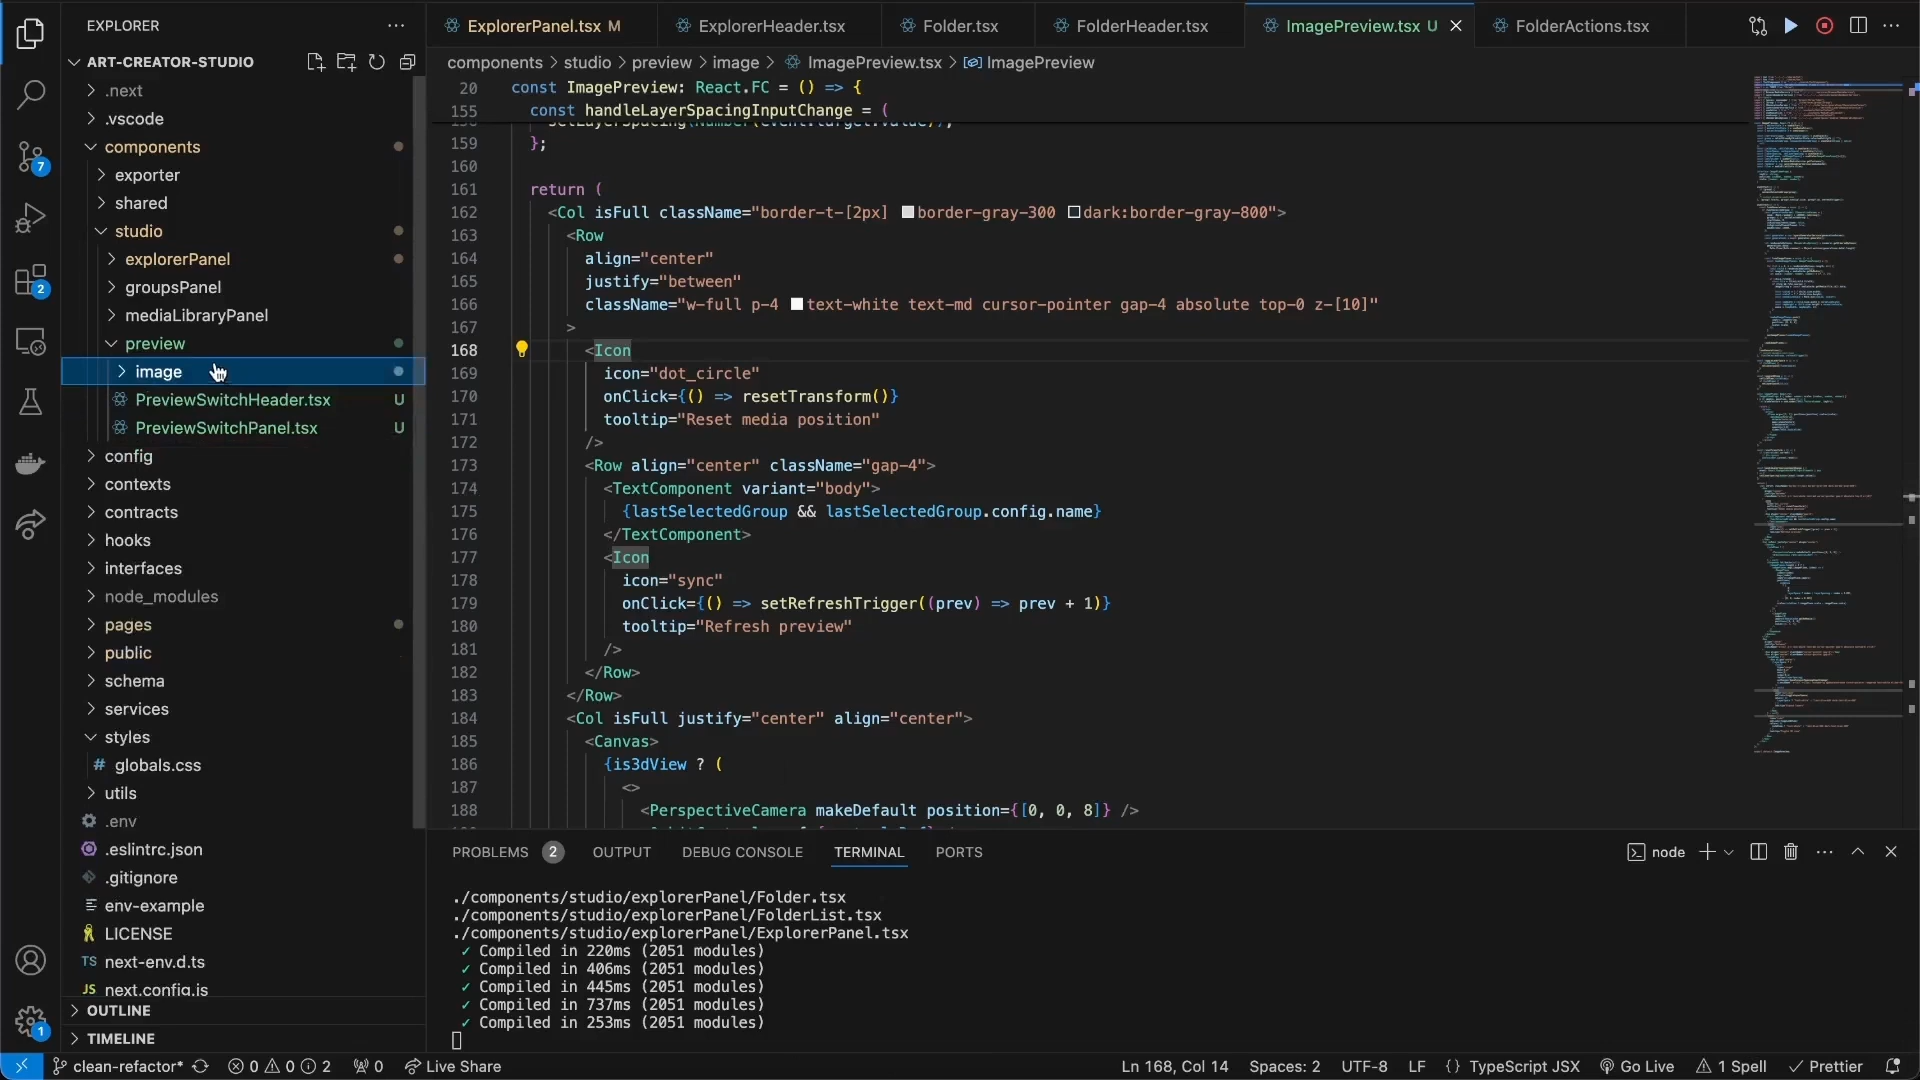 EXPLORER
ART-CREATOR-STUDIO
.next
.vscode
components
exporter
shared
studio
explorerPanel
groupsPanel
mediaLibraryPanel
preview
image
PreviewSwitchHeader.tsx U
PreviewSwitchPanel.tsx U
config
contexts
contracts
hooks
interfaces
node_modules
pages
public
schema
services
styles
# globals.css
utils
.env
.eslintrc.json
.gitignore
env-example
LICENSE
TS next-env.d.ts
JS next.config.js
OUTLINE
TIMELINE
7
2
1
ExplorerPanel.tsx M
ExplorerHeader.tsx
Folder.tsx
FolderHeader.tsx
ImagePreview.tsx U
FolderActions.tsx
components > studio > preview > image > ImagePreview.tsx > ImagePreview
20 const ImagePreview: React.FC = () => {
155 const handleLayerSpacingInputChange = (
setLayerSpacing(Number(event.target.value));
159 };
160
161 return (
162 <Col isFull className="border-t-[2px] border-gray-300 dark:border-gray-800">
163 <Row
164 align="center"
165 justify="between"
166 className="w-full p-4 text-white text-md cursor-pointer gap-4 absolute top-0 z-[10]"
167 >
168 <Icon
169 icon="dot_circle"
170 onClick={() => resetTransform()}
171 tooltip="Reset media position"
172 />
173 <Row align="center" className="gap-4">
174 <TextComponent variant="body">
175 {lastSelectedGroup && lastSelectedGroup.config.name}
176 </TextComponent>
177 <Icon
178 icon="sync"
179 onClick={() => setRefreshTrigger((prev) => prev + 1)}
180 tooltip="Refresh preview"
181 />
182 </Row>
183 </Row>
184 <Col isFull justify="center" align="center">
185 <Canvas>
186 {is3dView ? (
187 <>
188 <PerspectiveCamera makeDefault position={[0, 0, 8]} />
PROBLEMS 2 OUTPUT DEBUG CONSOLE TERMINAL PORTS
node
./components/studio/explorerPanel/Folder.tsx
./components/studio/explorerPanel/FolderList.tsx
./components/studio/explorerPanel/ExplorerPanel.tsx
✓ Compiled in 220ms (2051 modules)
✓ Compiled in 406ms (2051 modules)
✓ Compiled in 445ms (2051 modules)
✓ Compiled in 737ms (2051 modules)
✓ Compiled in 253ms (2051 modules)
clean-refactor* 0 0 2 0 Live Share
Ln 168, Col 14 Spaces: 2 UTF-8 LF {} TypeScript JSX Go Live 1 Spell Prettier